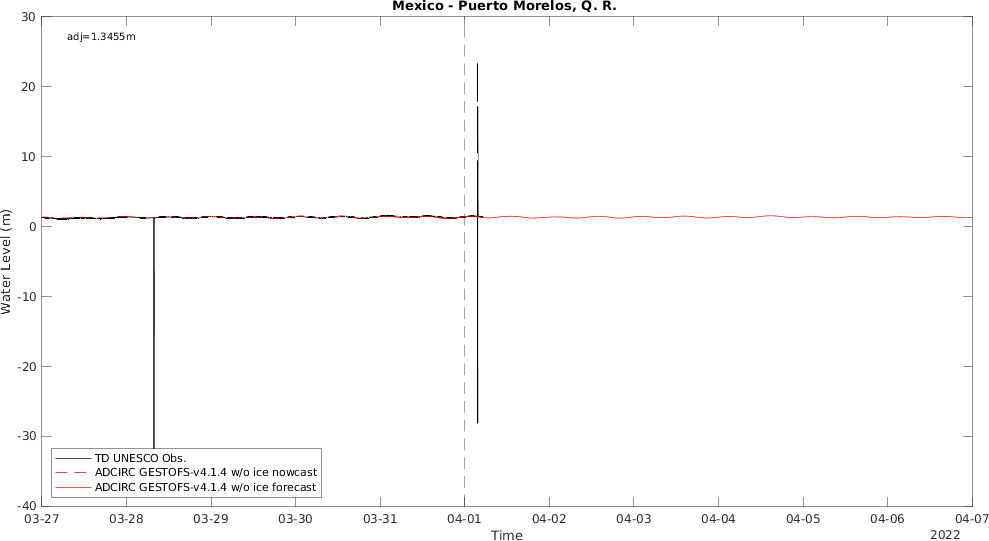 Mexico - Puerto Morelos, Q. R.
30
adj=1.3455m
20
10
0
-10
-20
-30
-40
Water Level (m)
TD UNESCO Obs.
ADCIRC GESTOFS-v4.1.4 w/o ice nowcast
ADCIRC GESTOFS-v4.1.4 w/o ice forecast
03-27 03-28 03-29 03-30 03-31 04-01 04-02 04-03 04-04 04-05 04-06 04-07
Time
2022